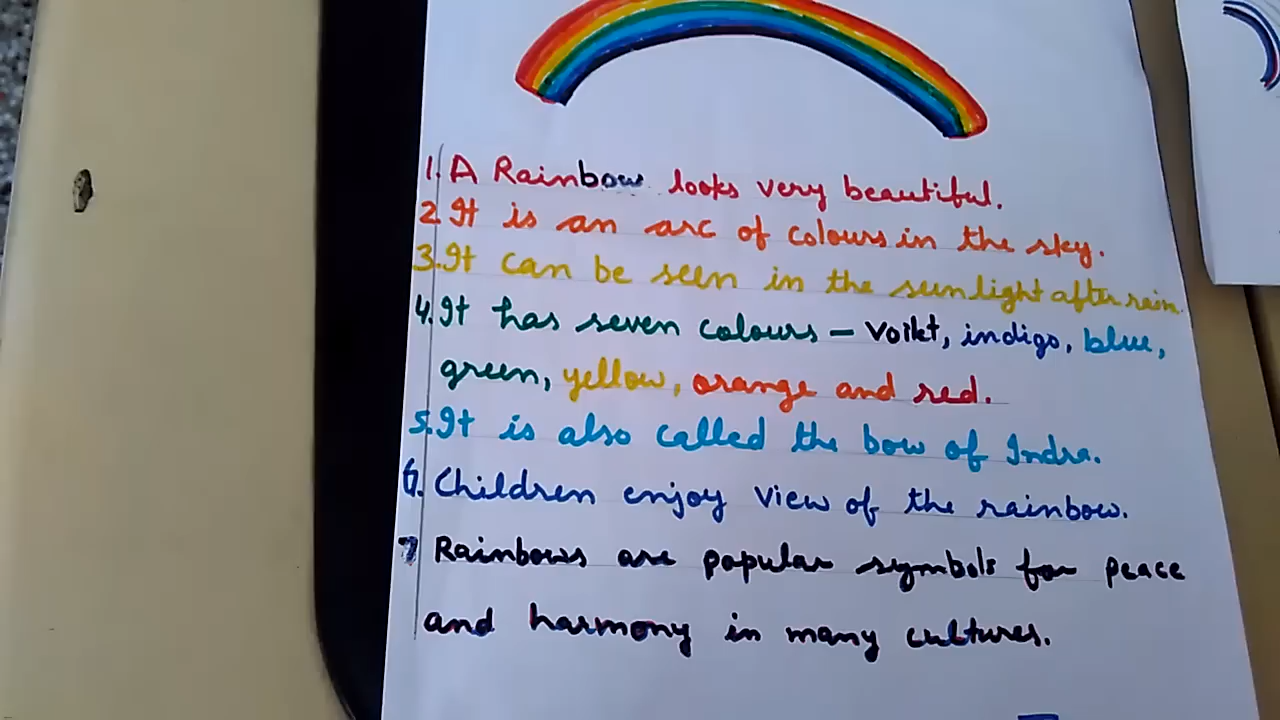 1. A Rainbow looks very beautiful.
2. It is an arc of colours in the sky.
3. It can be seen in the sunlight after rain.
4. It has seven colours – Voilet, indigo, blue,
green, yellow, orange and red.
5. It is also called the bow of Indra.
6. Children enjoy view of the rainbow.
7 Rainbows are popular symbols for peace
and harmony in many cultures.